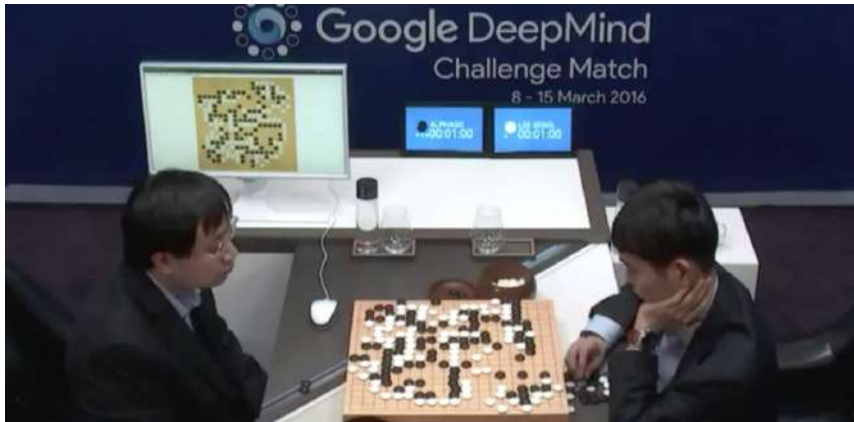 Google DeepMind
Challenge Match
8 - 15 March 2016
ALPHAGO
00:01:00
LEE SEDOL
00:01:00